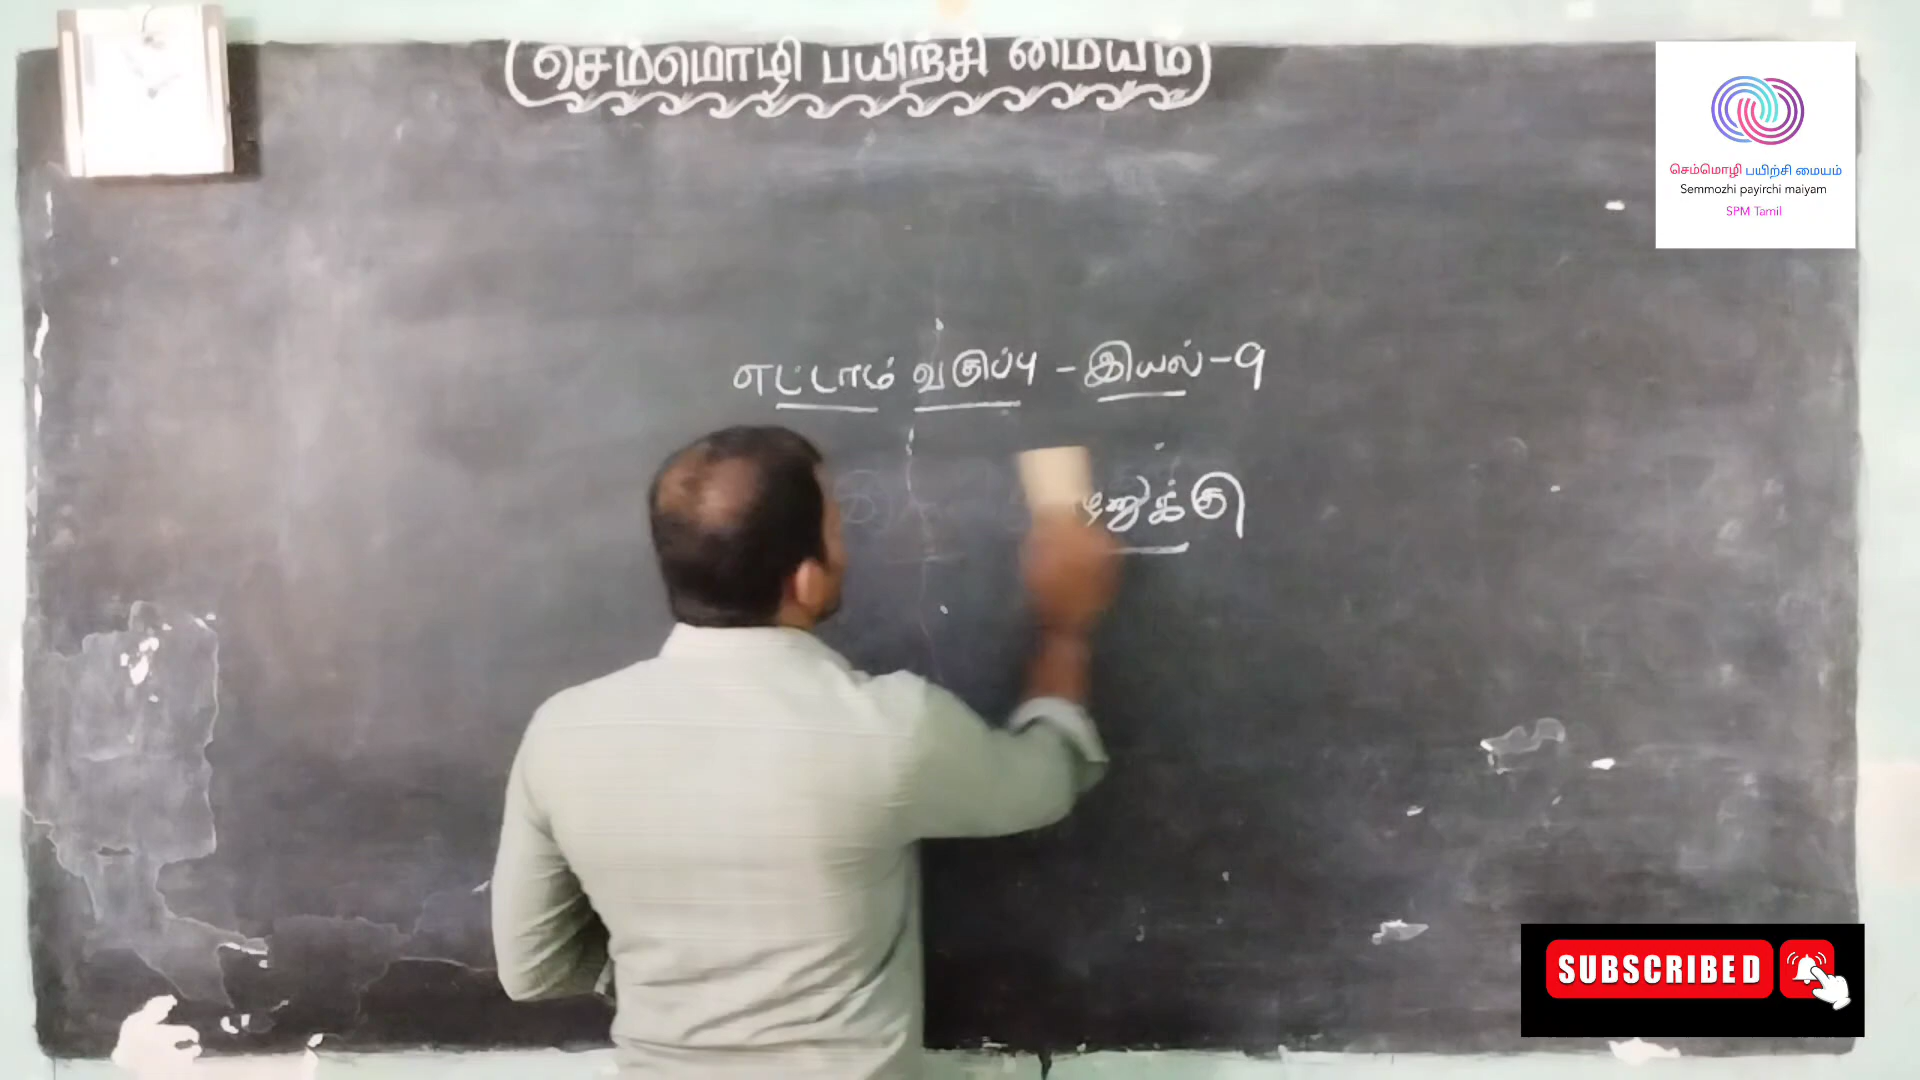 செம்மொழி பயிற்சி மையம்
செம்மொழி பயிற்சி மையம்
Semmozhi payirchi maiyam
SPM Tamil
எட்டாம் வகுப்பு - இயல் - 9
SUBSCRIBED